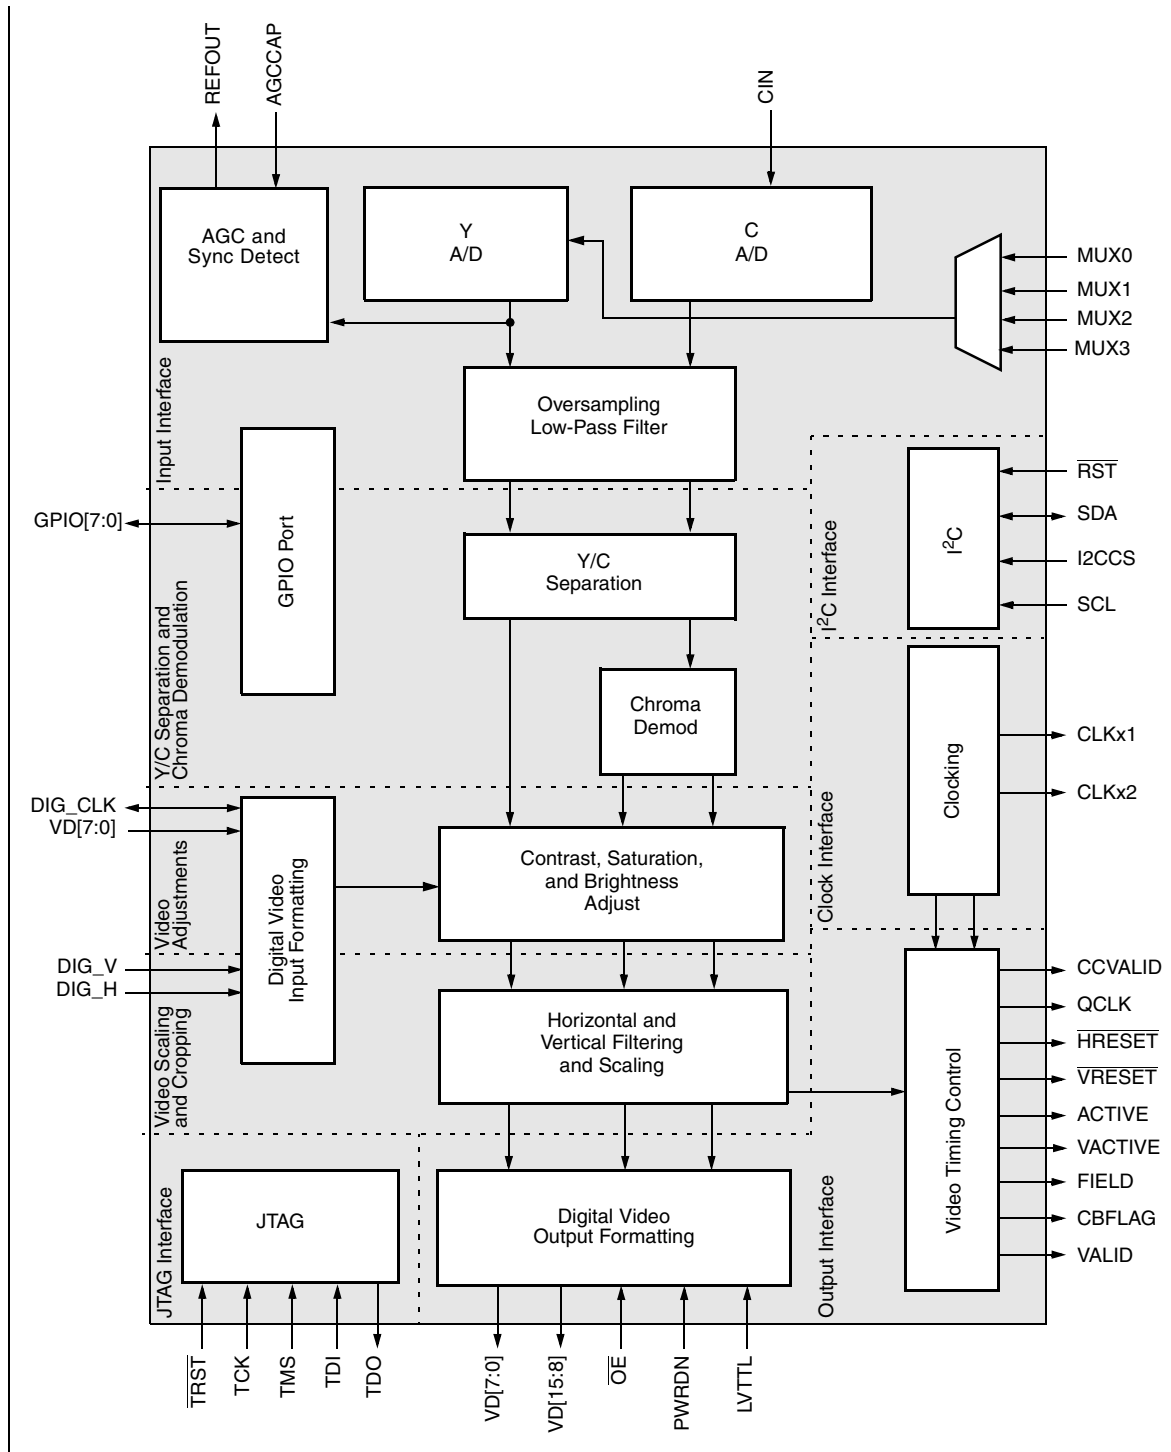 REFOUT
AGCCAP
CIN
AGC and
Sync Detect
Y
A/D
C
A/D
MUX0
MUX1
MUX2
MUX3
Input Interface
Oversampling
Low-Pass Filter
GPIO[7:0]
GPIO Port
Y/C
Separation
I²C
RST
SDA
I2CCS
SCL
I²C Interface
Y/C Separation and
Chroma Demodulation
Chroma
Demod
Clocking
CLKx1
CLKx2
Clock Interface
DIG_CLK
VD[7:0]
Video
Adjustments
Digital Video
Input Formatting
Contrast, Saturation,
and Brightness
Adjust
DIG_V
DIG_H
Video Scaling
and Cropping
Horizontal and
Vertical Filtering
and Scaling
Video Timing Control
CCVALID
QCLK
HRESET
VRESET
ACTIVE
VACTIVE
FIELD
CBFLAG
VALID
JTAG Interface
JTAG
Digital Video
Output Formatting
Output Interface
TRST
TCK
TMS
TDI
TDO
VD[7:0]
VD[15:8]
OE
PWRDN
LVTTL